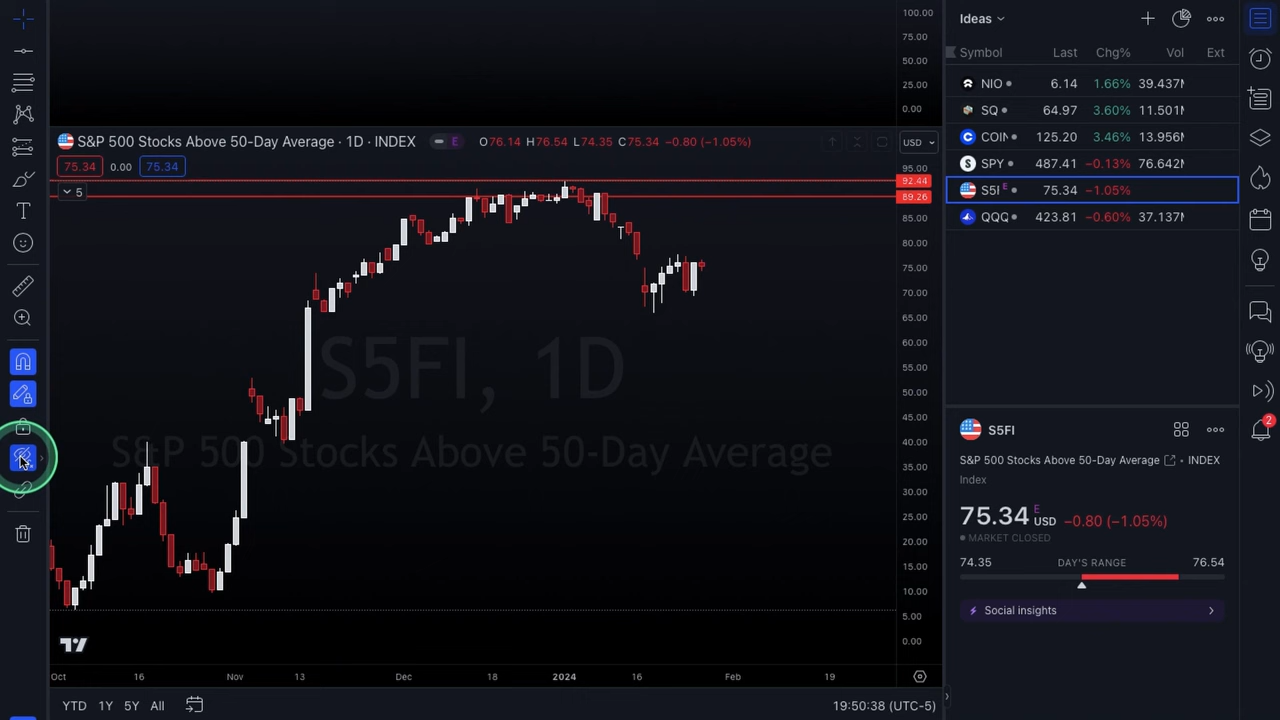 100.00
75.00
50.00
25.00
0.00
S&P 500 Stocks Above 50-Day Average · 1D · INDEX
E
O76.14 H76.54 L74.35 C75.34 −0.80 (−1.05%)
USD
75.34 0.00 75.34
5
95.00
92.44
89.26
85.00
80.00
75.00
70.00
65.00
60.00
55.00
50.00
45.00
40.00
35.00
30.00
25.00
20.00
15.00
10.00
5.00
0.00
S5FI, 1D
S&P 500 Stocks Above 50-Day Average
Oct 16 Nov 13 Dec 18 2024 16 Feb 19
YTD 1Y 5Y All
19:50:38 (UTC-5)
Ideas
Symbol Last Chg% Vol Ext
NIO 6.14 1.66% 39.437M
SQ 64.97 3.60% 11.501M
COIN 125.20 3.46% 13.956M
SPY 487.41 −0.13% 76.642M
S5FI E 75.34 −1.05%
QQQ 423.81 −0.60% 37.137M
S5FI
S&P 500 Stocks Above 50-Day Average • INDEX
Index
75.34 E USD −0.80 (−1.05%)
MARKET CLOSED
74.35 DAY'S RANGE 76.54
Social insights
2